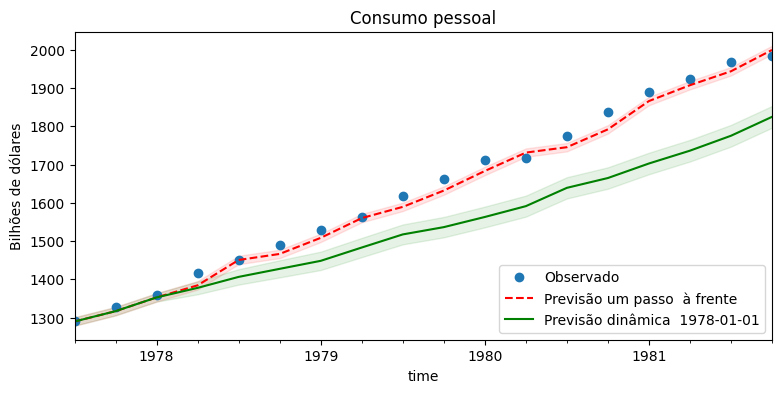 Consumo pessoal
Bilhões de dólares
2000
1900
1800
1700
1600
1500
1400
1300
Observado
Previsão um passo  à frente
Previsão dinâmica  1978-01-01
1978
1979
1980
1981
time